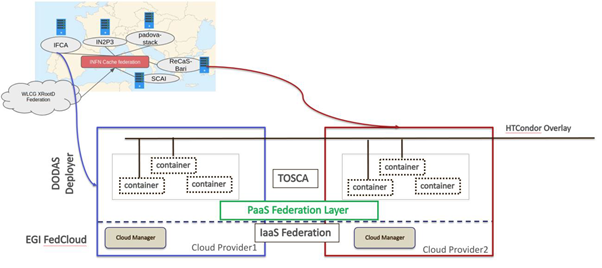 padova-
stack
IFCA
IN2P3
INFN Cache federation
ReCaS-
Bari
SCAI
WLCG XRootD
Federation
HTCondor Overlay
DODAS
Deployer
container
container
container
TOSCA
container
container
container
PaaS Federation Layer
EGI FedCloud
IaaS Federation
Cloud Manager
Cloud Provider1
Cloud Manager
Cloud Provider2